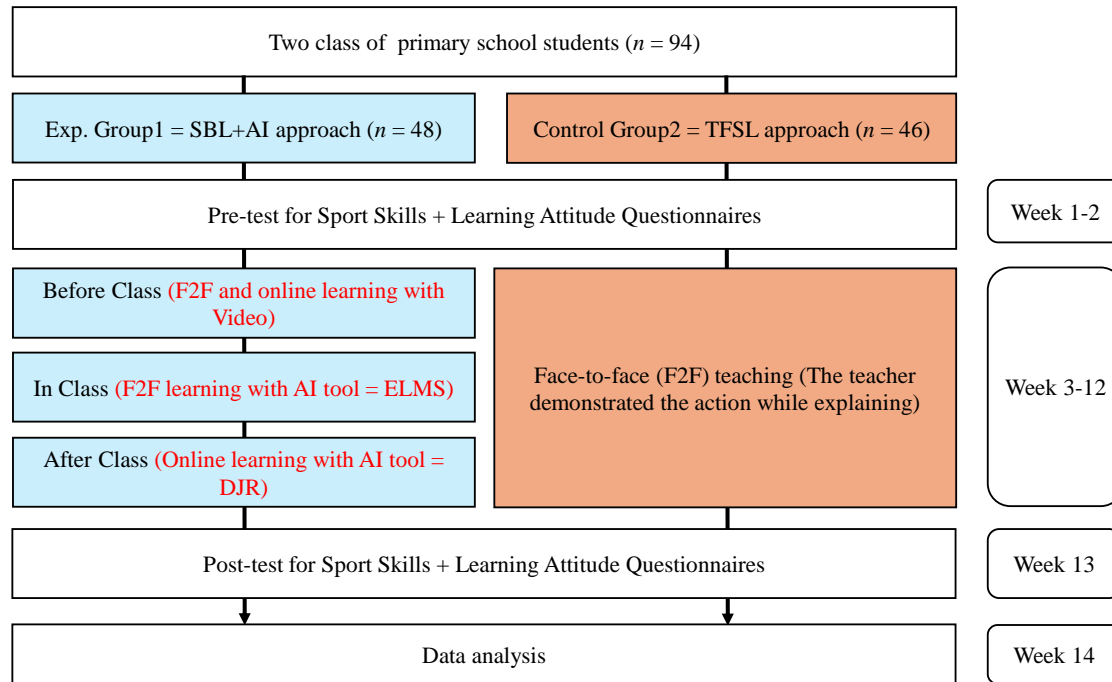 Two class of primary school students (n = 94)
Exp. Group1 = SBL+AI approach (n = 48)
Control Group2 = TFSL approach (n = 46)
Pre-test for Sport Skills + Learning Attitude Questionnaires
Week 1-2
Before Class (F2F and online learning with
Video)
In Class (F2F learning with AI tool = ELMS)
After Class (Online learning with AI tool =
DJR)
Face-to-face (F2F) teaching (The teacher
demonstrated the action while explaining)
Week 3-12
Post-test for Sport Skills + Learning Attitude Questionnaires
Week 13
Data analysis
Week 14